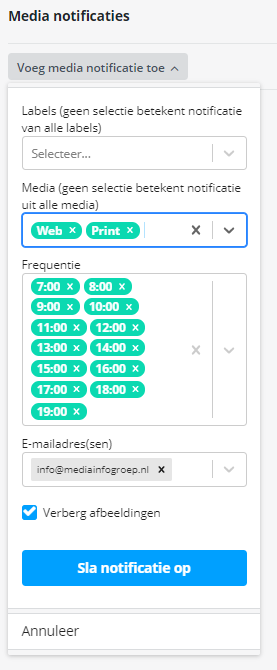 Media notificaties
Voeg media notificatie toe
Labels (geen selectie betekent notificatie
van alle labels)
Selecteer...
Media (geen selectie betekent notificatie
uit alle media)
Web × Print ×
Frequentie
7:00 × 8:00 ×
9:00 × 10:00 ×
11:00 × 12:00 ×
13:00 × 14:00 ×
15:00 × 16:00 ×
17:00 × 18:00 ×
19:00 ×
E-mailadres(sen)
info@mediainfogroep.nl ×
Verberg afbeeldingen
Sla notificatie op
Annuleer